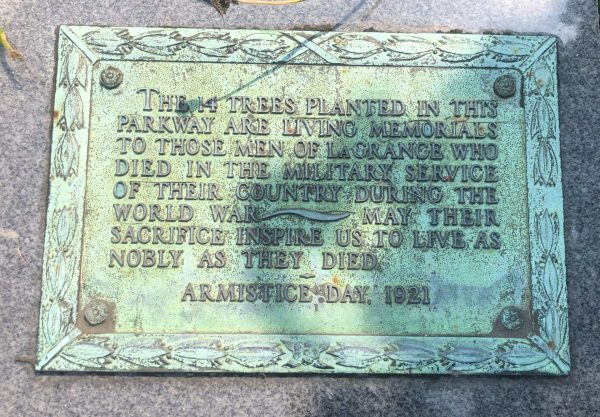 THE 14 TREES PLANTED IN THIS
PARKWAY ARE LIVING MEMORIALS
TO THOSE MEN OF LAGRANGE WHO
DIED IN THE MILITARY SERVICE
OF THEIR COUNTRY DURING THE
WORLD WAR MAY THEIR
SACRIFICE INSPIRE US TO LIVE AS
NOBLY AS THEY DIED.
ARMISTICE DAY, 1921